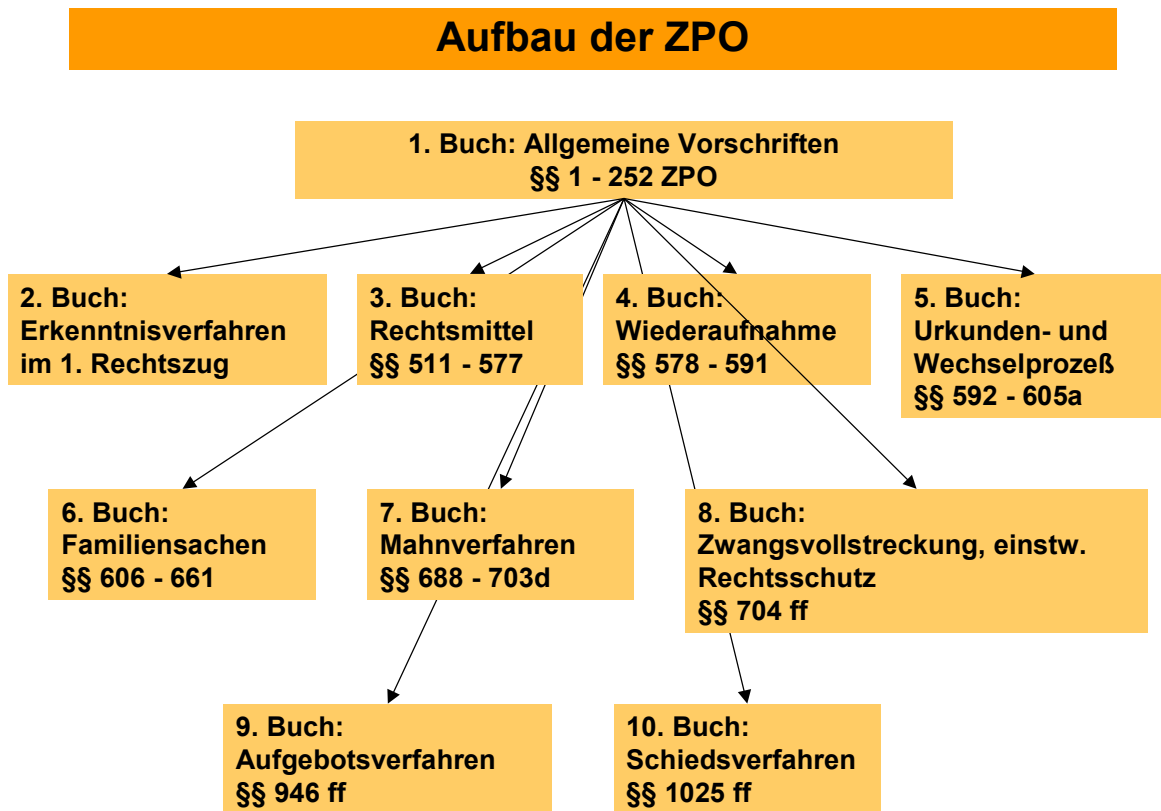 Aufbau der ZPO
1. Buch: Allgemeine Vorschriften
§§ 1 - 252 ZPO
2. Buch:
Erkenntnisverfahren
im 1. Rechtszug
3. Buch:
Rechtsmittel
§§ 511 - 577
4. Buch:
Wiederaufnahme
§§ 578 - 591
5. Buch:
Urkunden- und
Wechselprozeß
§§ 592 - 605a
6. Buch:
Familiensachen
§§ 606 - 661
7. Buch:
Mahnverfahren
§§ 688 - 703d
8. Buch:
Zwangsvollstreckung, einstw.
Rechtsschutz
§§ 704 ff
9. Buch:
Aufgebotsverfahren
§§ 946 ff
10. Buch:
Schiedsverfahren
§§ 1025 ff